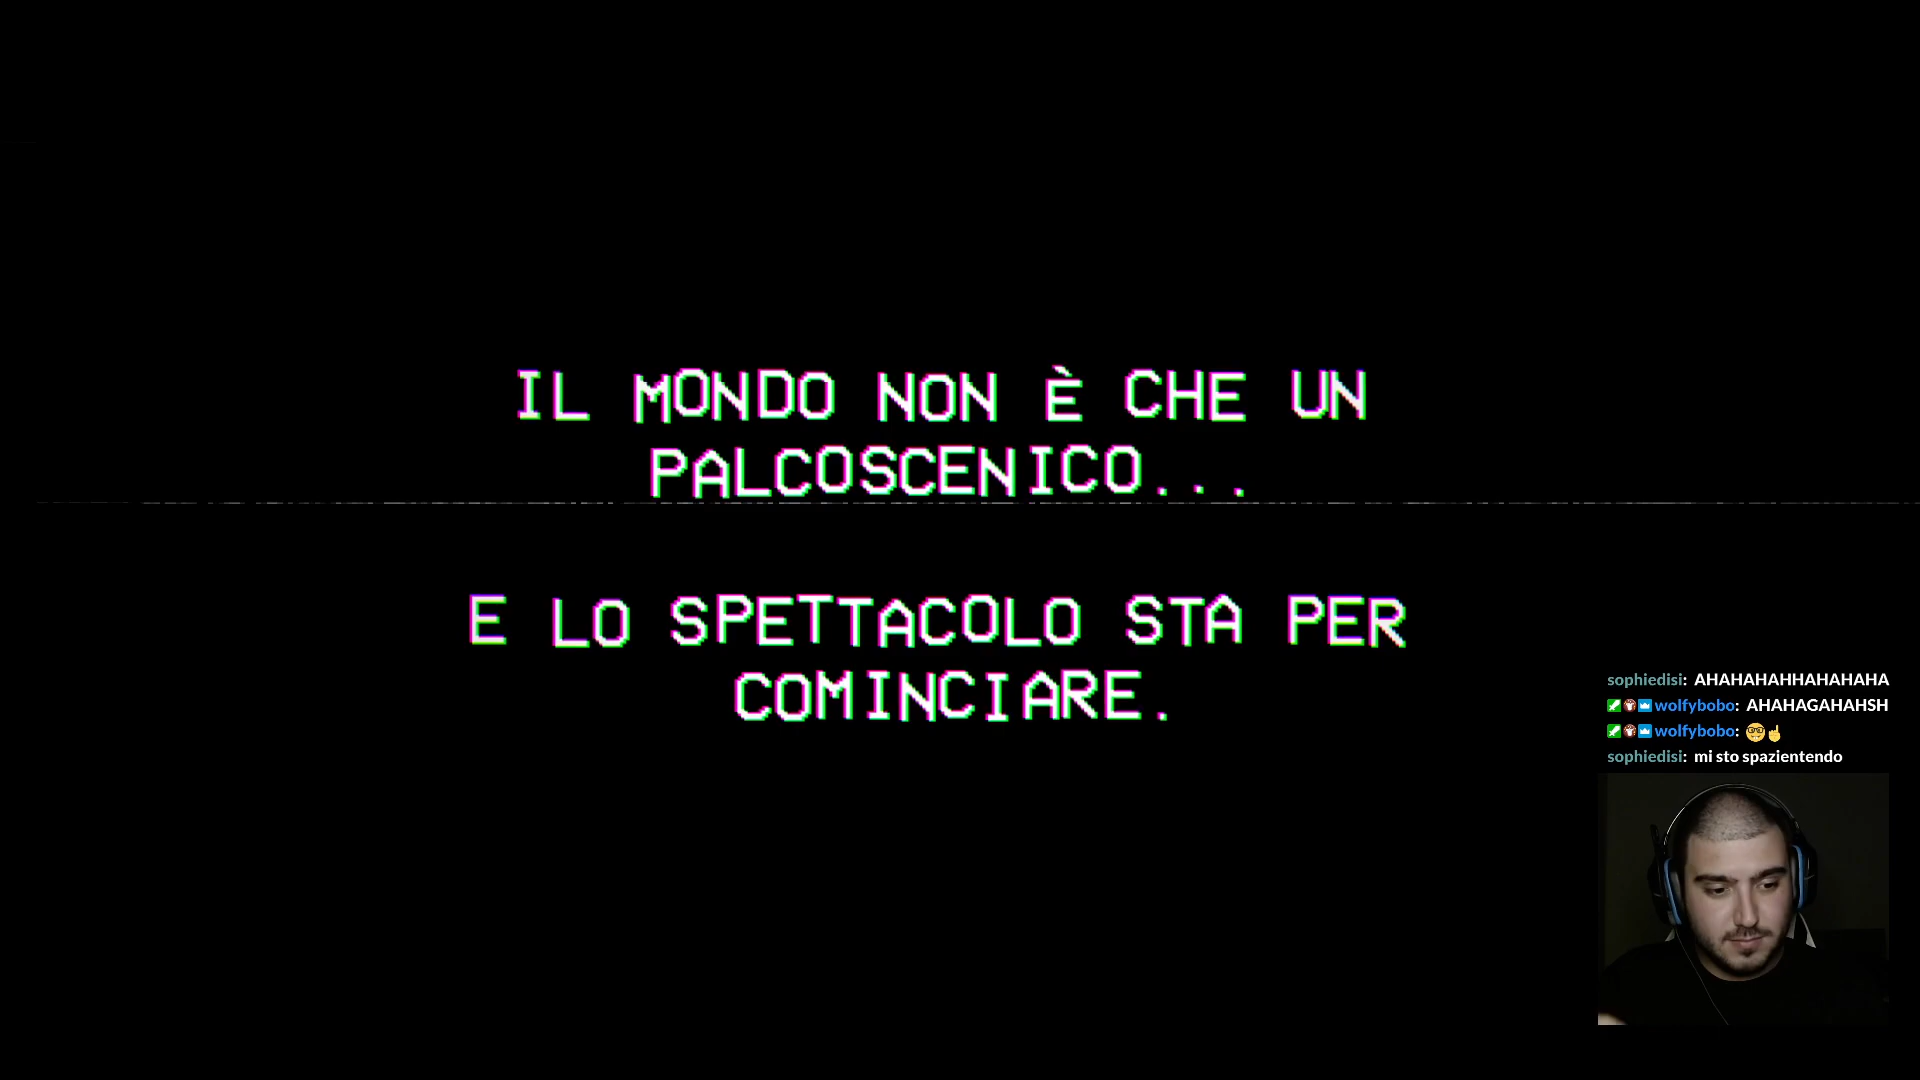 IL MONDO NON È CHE UN
PALCOSCENICO...
E LO SPETTACOLO STA PER
COMINCIARE.
sophiedisi: AHAHAHAHHAHAHAHA
wolfybobo: AHAHAGAHAHSH
wolfybobo: 🤓☝
sophiedisi: mi sto spazientendo